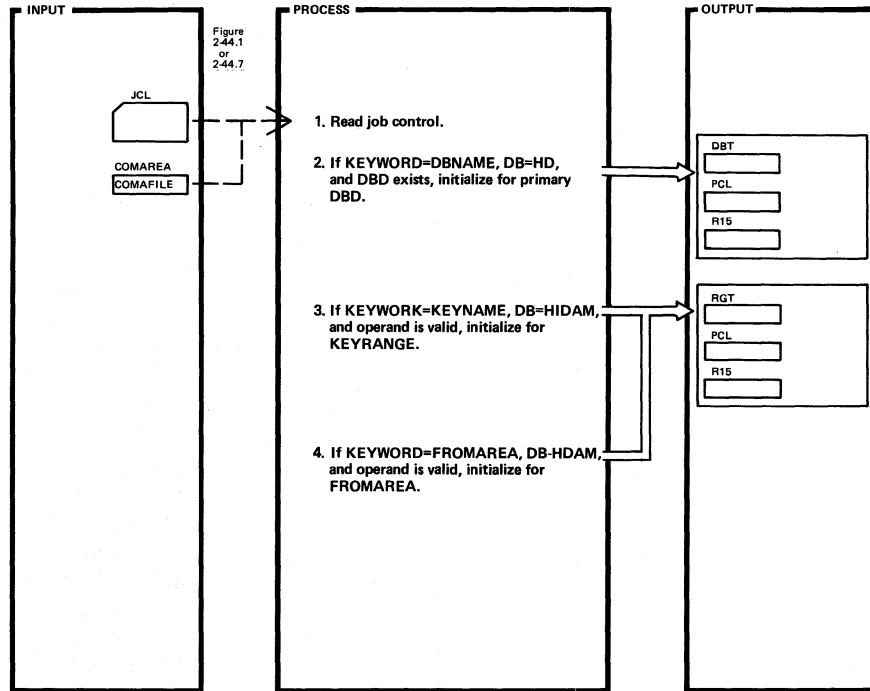 INPUT
Figure
2-44.1
or
2-44.7
JCL
COMAREA
COMAFILE
PROCESS
1. Read job control.
2. If KEYWORD=DBNAME, DB=HD,
and DBD exists, initialize for primary
DBD.
3. If KEYWORK=KEYNAME, DB=HIDAM,
and operand is valid, initialize for
KEYRANGE.
4. If KEYWORD=FROMAREA, DB-HDAM,
and operand is valid, initialize for
FROMAREA.
OUTPUT
DBT
PCL
R15
RGT
PCL
R15